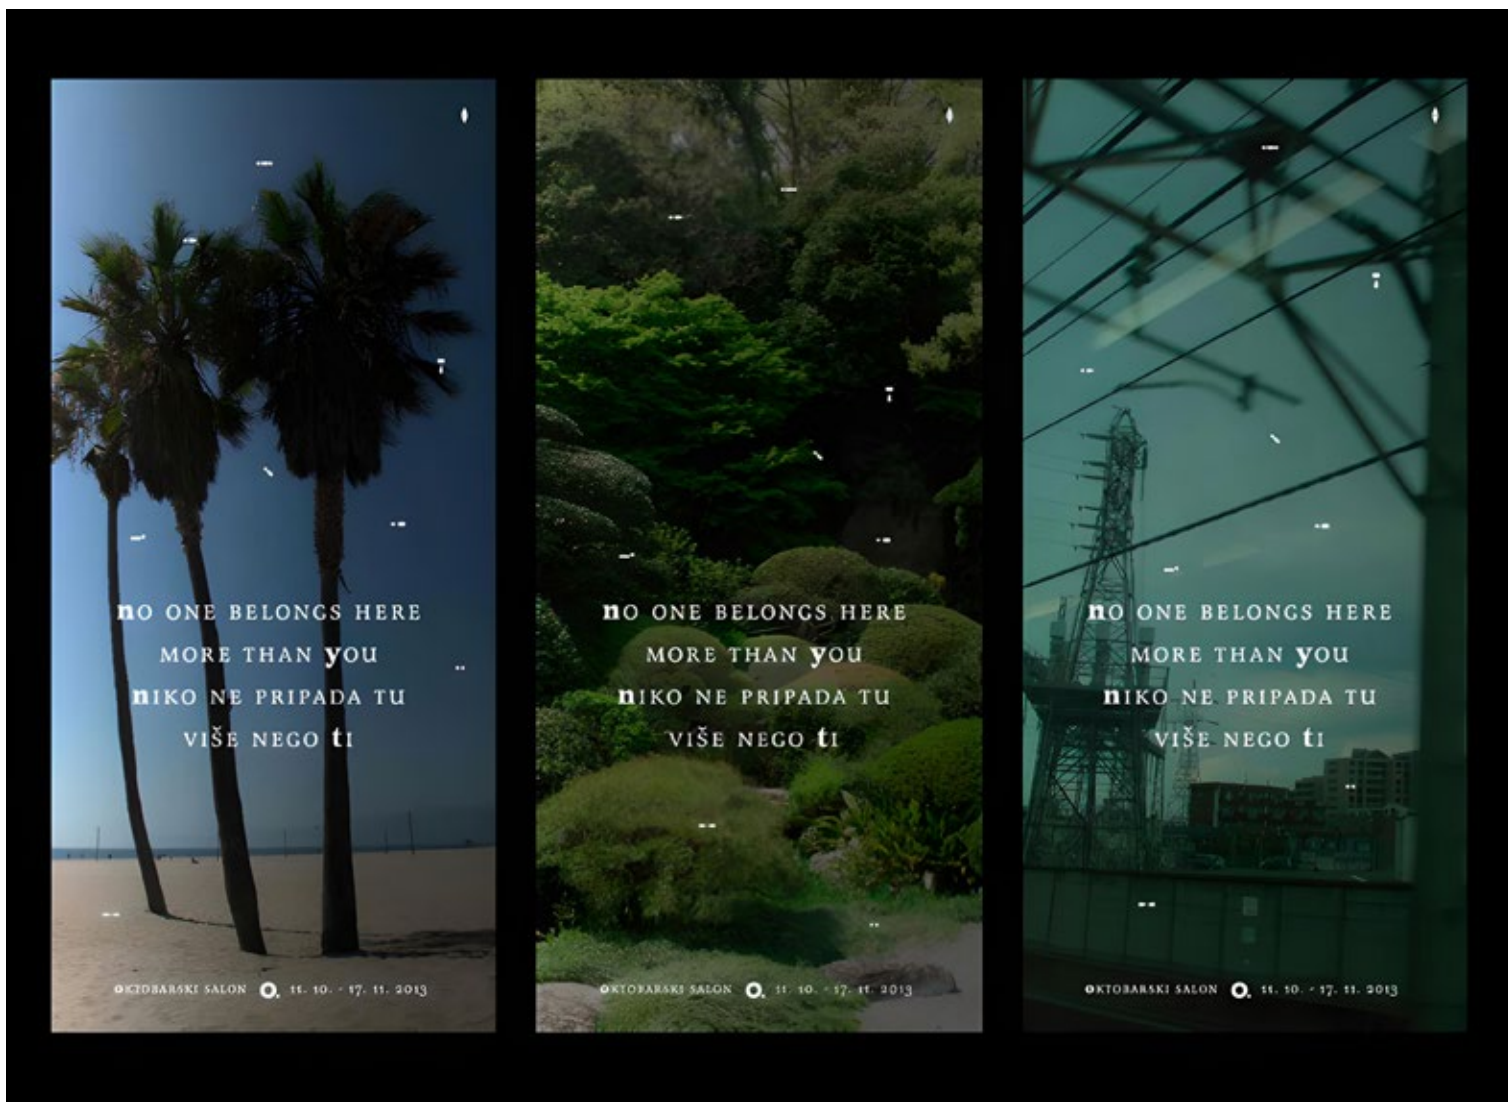 nO ONE BELONGS HERE
MORE THAN yOU
nIKO NE PRIPADA TU
VIŠE NEGO tI
OKTOBARSKI SALON O. 11. 10. - 17. 11. 2013
nO ONE BELONGS HERE
MORE THAN yOU
nIKO NE PRIPADA TU
VIŠE NEGO tI
OKTOBARSKI SALON O. 11. 10. - 17. 11. 2013
nO ONE BELONGS HERE
MORE THAN yOU
nIKO NE PRIPADA TU
VIŠE NEGO tI
OKTOBARSKI SALON O. 11. 10. - 17. 11. 2013